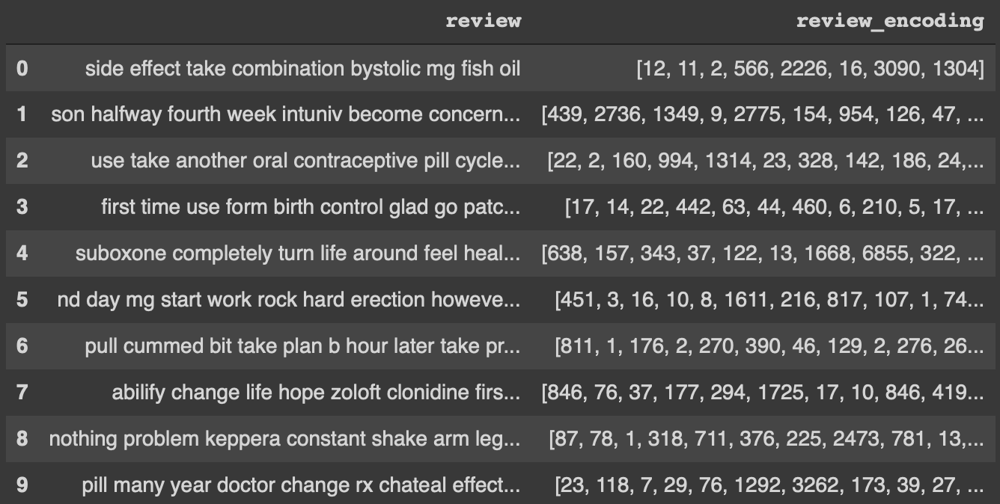 review review_encoding
0 side effect take combination bystolic mg fish oil [12, 11, 2, 566, 2226, 16, 3090, 1304]
1 son halfway fourth week intuniv become concern... [439, 2736, 1349, 9, 2775, 154, 954, 126, 47, ...
2 use take another oral contraceptive pill cycle... [22, 2, 160, 994, 1314, 23, 328, 142, 186, 24,...
3 first time use form birth control glad go patc... [17, 14, 22, 442, 63, 44, 460, 6, 210, 5, 17, ...
4 suboxone completely turn life around feel heal... [638, 157, 343, 37, 122, 13, 1668, 6855, 322, ...
5 nd day mg start work rock hard erection howeve... [451, 3, 16, 10, 8, 1611, 216, 817, 107, 1, 74...
6 pull cummed bit take plan b hour later take pr... [811, 1, 176, 2, 270, 390, 46, 129, 2, 276, 26...
7 abilify change life hope zoloft clonidine firs... [846, 76, 37, 177, 294, 1725, 17, 10, 846, 419...
8 nothing problem keppera constant shake arm leg... [87, 78, 1, 318, 711, 376, 225, 2473, 781, 13,...
9 pill many year doctor change rx chateal effect... [23, 118, 7, 29, 76, 1292, 3262, 173, 39, 27, ...